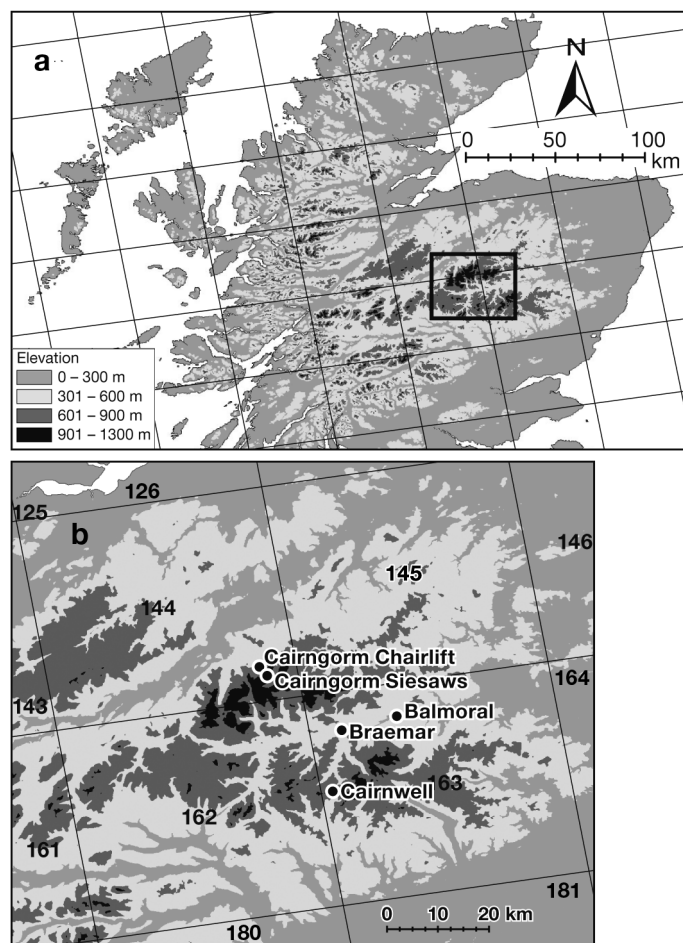 a
N
0 50 100
km
Elevation
0 – 300 m
301 – 600 m
601 – 900 m
901 – 1300 m
b
125
126
146
145
144
Cairngorm Chairlift
Cairngorm Siesaws
164
143
Balmoral
Braemar
163
Cairnwell
162
161
181
180
0 10 20 km